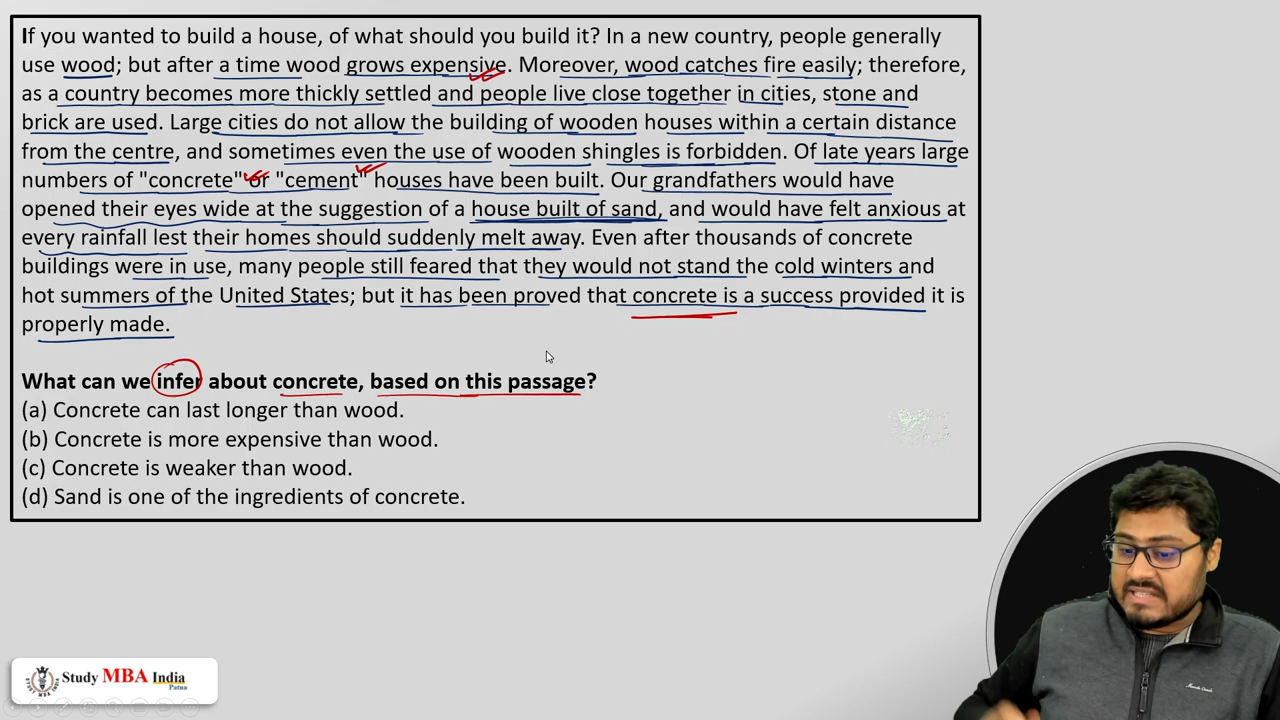 If you wanted to build a house, of what should you build it? In a new country, people generally
use wood; but after a time wood grows expensive. Moreover, wood catches fire easily; therefore,
as a country becomes more thickly settled and people live close together in cities, stone and
brick are used. Large cities do not allow the building of wooden houses within a certain distance
from the centre, and sometimes even the use of wooden shingles is forbidden. Of late years large
numbers of "concrete" or "cement" houses have been built. Our grandfathers would have
opened their eyes wide at the suggestion of a house built of sand, and would have felt anxious at
every rainfall lest their homes should suddenly melt away. Even after thousands of concrete
buildings were in use, many people still feared that they would not stand the cold winters and
hot summers of the United States; but it has been proved that concrete is a success provided it is
properly made.
What can we infer about concrete, based on this passage?
(a) Concrete can last longer than wood.
(b) Concrete is more expensive than wood.
(c) Concrete is weaker than wood.
(d) Sand is one of the ingredients of concrete.
Study MBA India
Patna